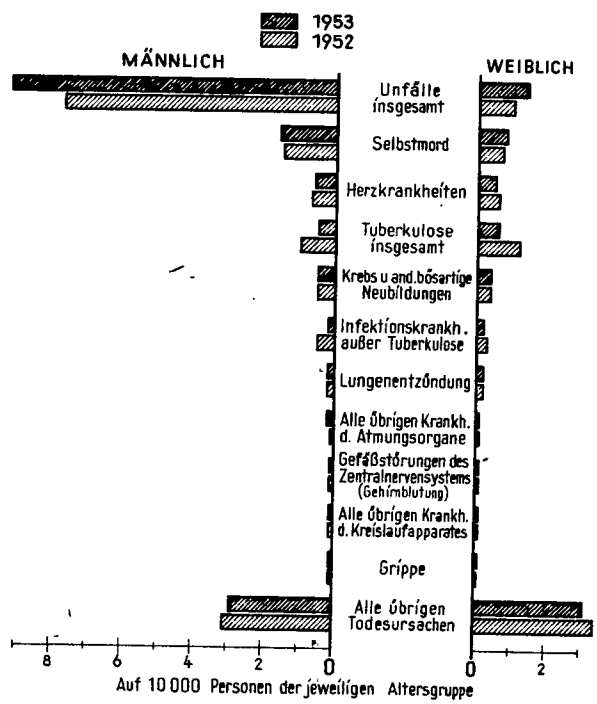 1953
1952
MÄNNLICH
WEIBLICH
Unfälle
insgesamt
Selbstmord
Herzkrankheiten
Tuberkulose
insgesamt
Krebs u and. bösartige
Neubildungen
Infektionskrankh.
außer Tuberkulose
Lungenentzündung
Alle übrigen Krankh.
d. Atmungsorgane
Gefäßstörungen des
Zentralnervensystems
(Gehirnblutung)
Alle übrigen Krankh.
d. Kreislaufapparates
Grippe
Alle übrigen
Todesursachen
8 6 4 2 0 0 2
Auf 10 000 Personen der jeweiligen Altersgruppe